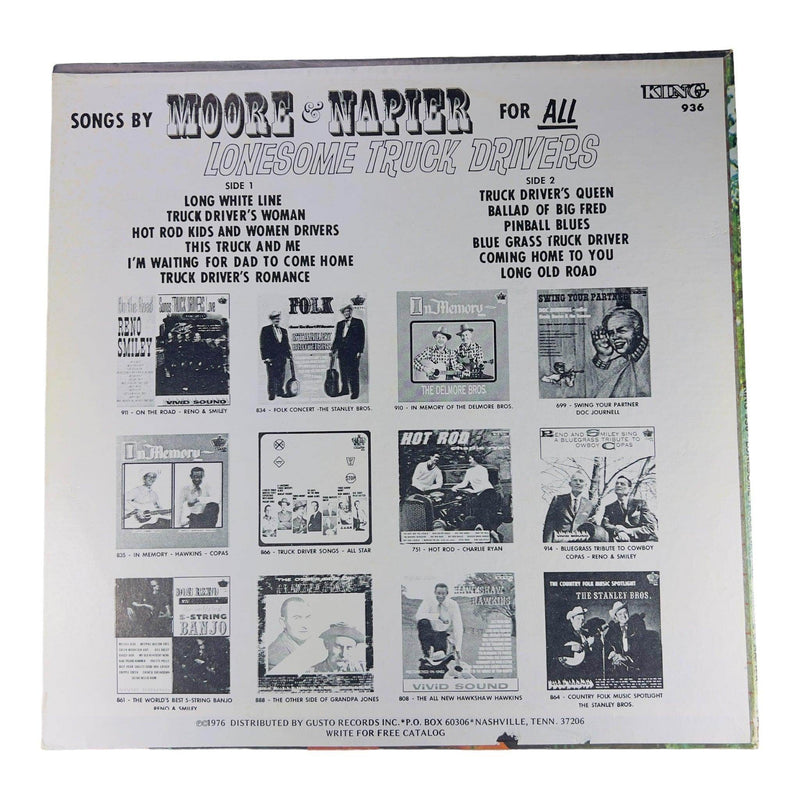 SONGS BY MOORE & NAPIER FOR ALL
KING
936
LONESOME TRUCK DRIVERS
SIDE 1
LONG WHITE LINE
TRUCK DRIVER'S WOMAN
HOT ROD KIDS AND WOMEN DRIVERS
THIS TRUCK AND ME
I'M WAITING FOR DAD TO COME HOME
TRUCK DRIVER'S ROMANCE
SIDE 2
TRUCK DRIVER'S QUEEN
BALLAD OF BIG FRED
PINBALL BLUES
BLUE GRASS TRUCK DRIVER
COMING HOME TO YOU
LONG OLD ROAD
On the Road
Songs TRUCK DRIVERS Love
RENO
SMILEY
VIVID SOUND
911 - ON THE ROAD - RENO & SMILEY
FOLK
834 - FOLK CONCERT -THE STANLEY BROS.
In Memory
THE DELMORE BROS.
910 - IN MEMORY OF THE DELMORE BROS.
SWING YOUR PARTNER
DOC JOURNELL
699 - SWING YOUR PARTNER
DOC JOURNELL
In Memory
835 - IN MEMORY - HAWKINS - COPAS
STOP
866 - TRUCK DRIVER SONGS - ALL STAR
HOT ROD
751 - HOT ROD - CHARLIE RYAN
RENO AND SMILEY SING
A BLUEGRASS TRIBUTE TO
COWBOY COPAS
914 - BLUEGRASS TRIBUTE TO COWBOY
COPAS - RENO & SMILEY
5-STRING
BANJO
861 - THE WORLD'S BEST 5-STRING BANJO
RENO & SMILEY
888 - THE OTHER SIDE OF GRANDPA JONES
HAWKSHAW
HAWKINS
VIVID SOUND
808 - THE ALL NEW HAWKSHAW HAWKINS
THE COUNTRY FOLK MUSIC SPOTLIGHT
THE STANLEY BROS.
864 - COUNTRY FOLK MUSIC SPOTLIGHT
THE STANLEY BROS.
℗©1976 DISTRIBUTED BY GUSTO RECORDS INC.*P.O. BOX 60306*NASHVILLE, TENN. 37206
WRITE FOR FREE CATALOG